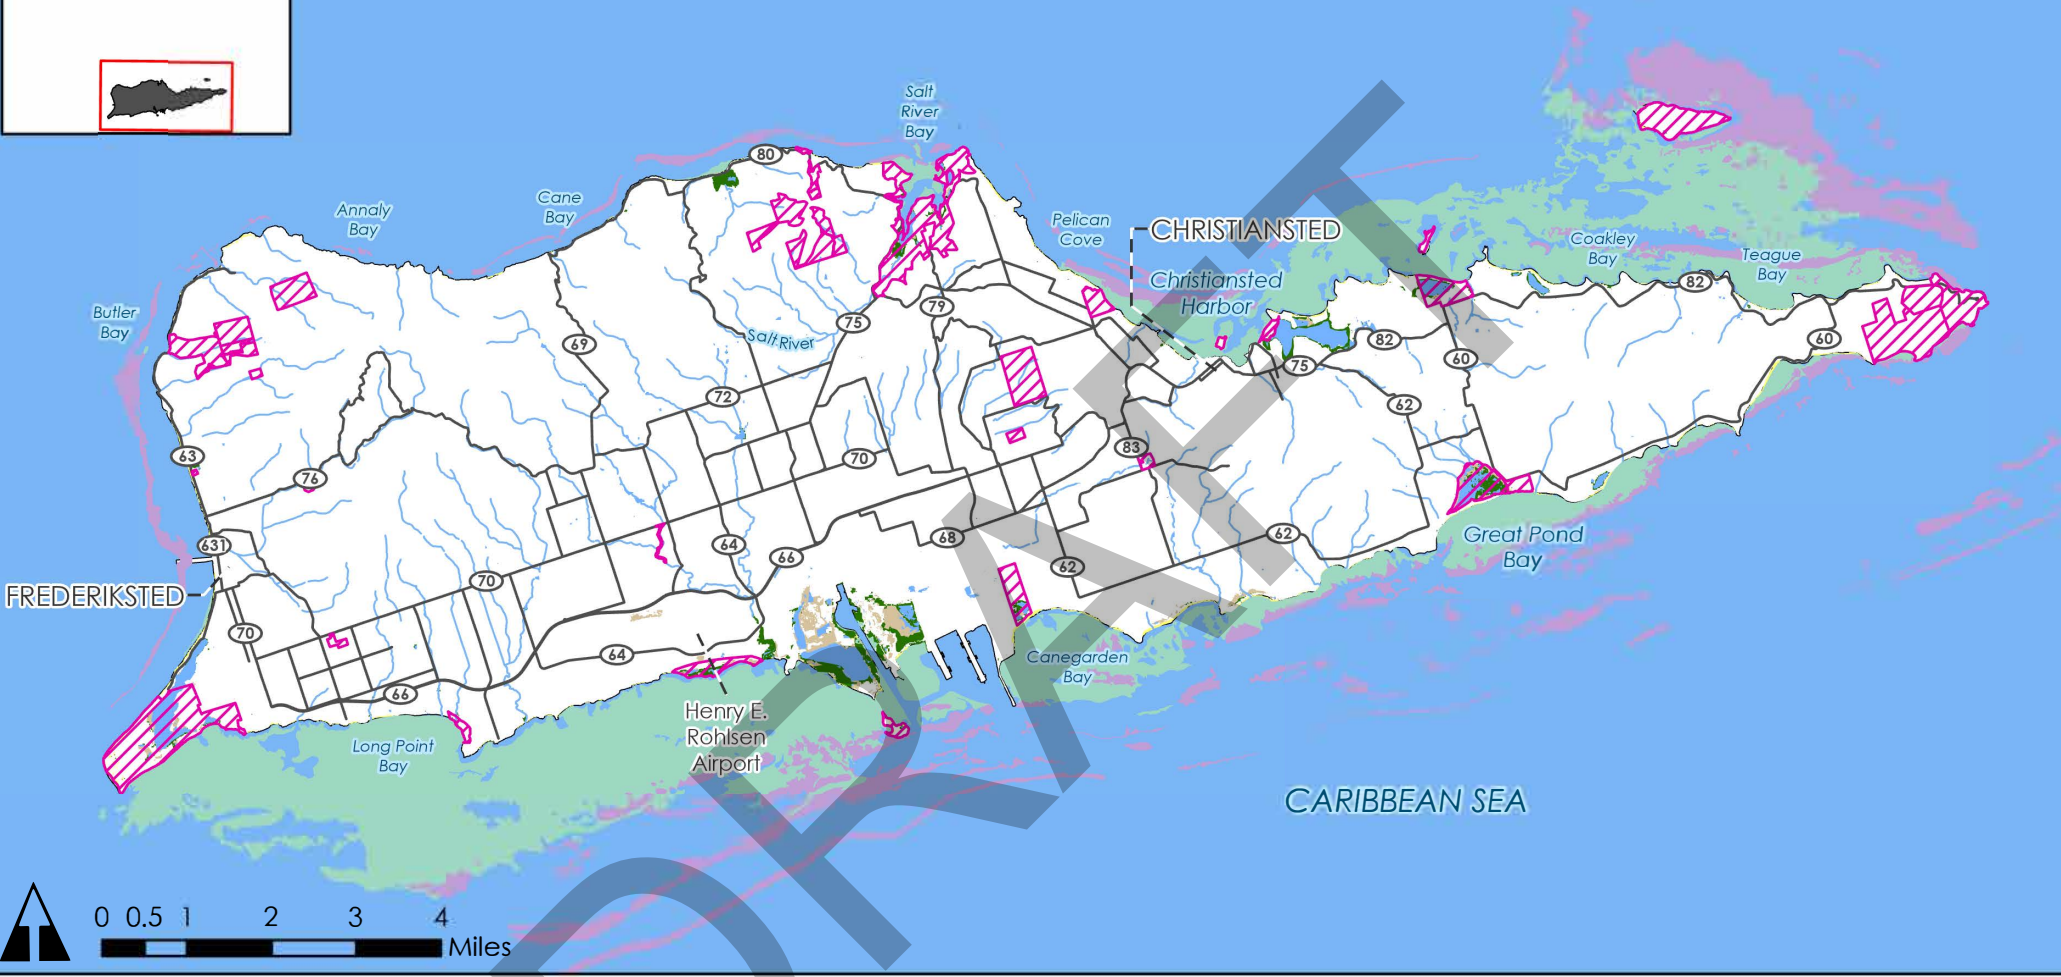 Salt
River
Bay
80
Cane
Bay
Annaly
Bay
Pelican
Cove
CHRISTIANSTED
Christiansted
Harbor
Coakley
Bay
Teague
Bay
82
Butler
Bay
79
75
Salt River
69
82
60
60
75
72
62
63
76
70
83
631
64
66
68
62
62
Great Pond
Bay
70
FREDERIKSTED
70
64
66
Canegarden
Bay
Henry E.
Rohlsen
Airport
Long Point
Bay
CARIBBEAN SEA
DRAFT
0 0.5 1 2 3 4
Miles